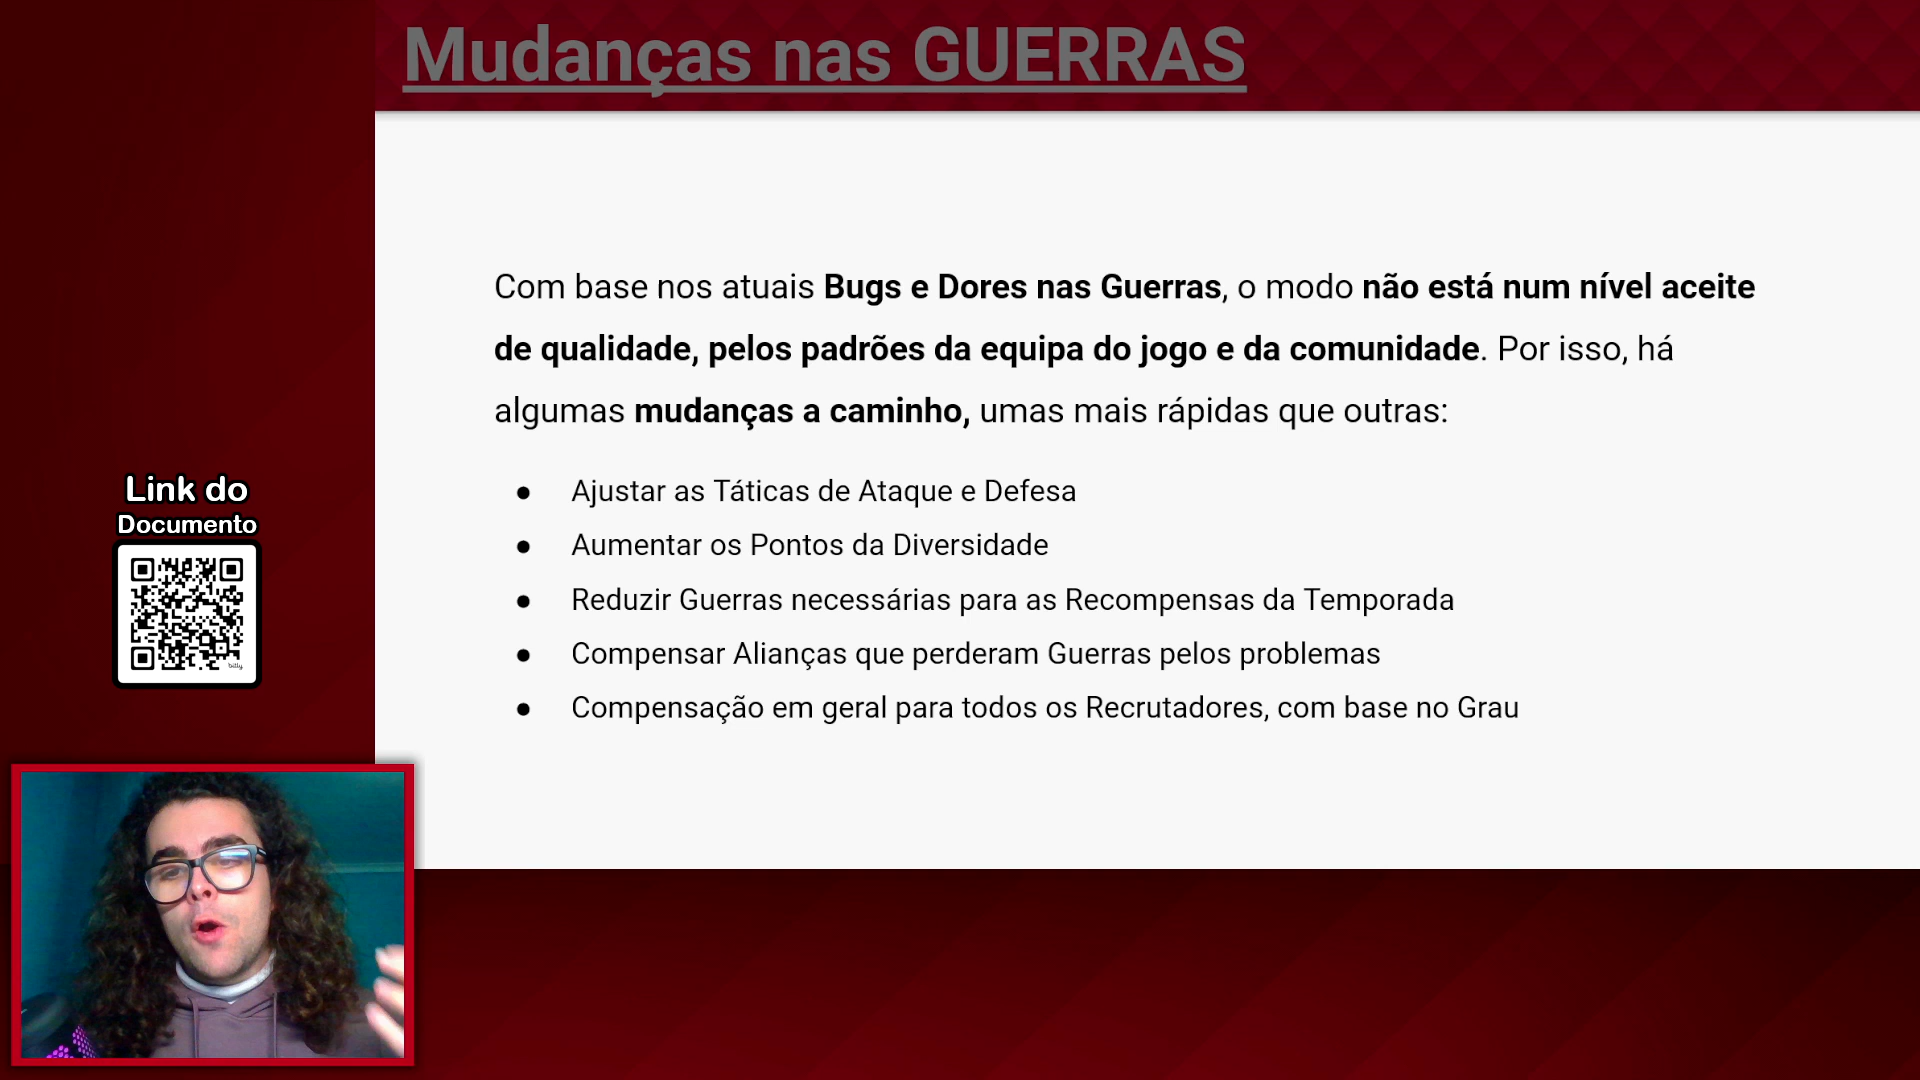 Mudanças nas GUERRAS
Com base nos atuais Bugs e Dores nas Guerras, o modo não está num nível aceite
de qualidade, pelos padrões da equipa do jogo e da comunidade. Por isso, há
algumas mudanças a caminho, umas mais rápidas que outras:
● Ajustar as Táticas de Ataque e Defesa
● Aumentar os Pontos da Diversidade
● Reduzir Guerras necessárias para as Recompensas da Temporada
● Compensar Alianças que perderam Guerras pelos problemas
● Compensação em geral para todos os Recrutadores, com base no Grau
Link do
Documento
bitly